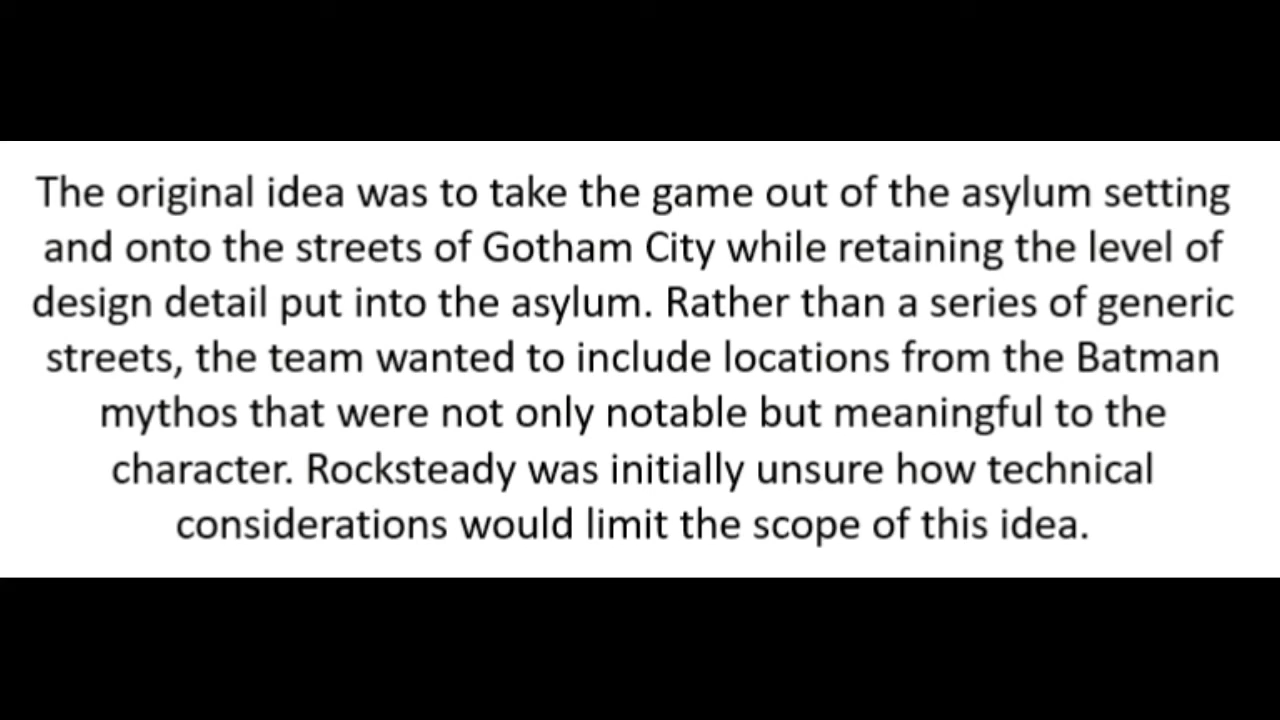 The original idea was to take the game out of the asylum setting
and onto the streets of Gotham City while retaining the level of
design detail put into the asylum. Rather than a series of generic
streets, the team wanted to include locations from the Batman
mythos that were not only notable but meaningful to the
character. Rocksteady was initially unsure how technical
considerations would limit the scope of this idea.